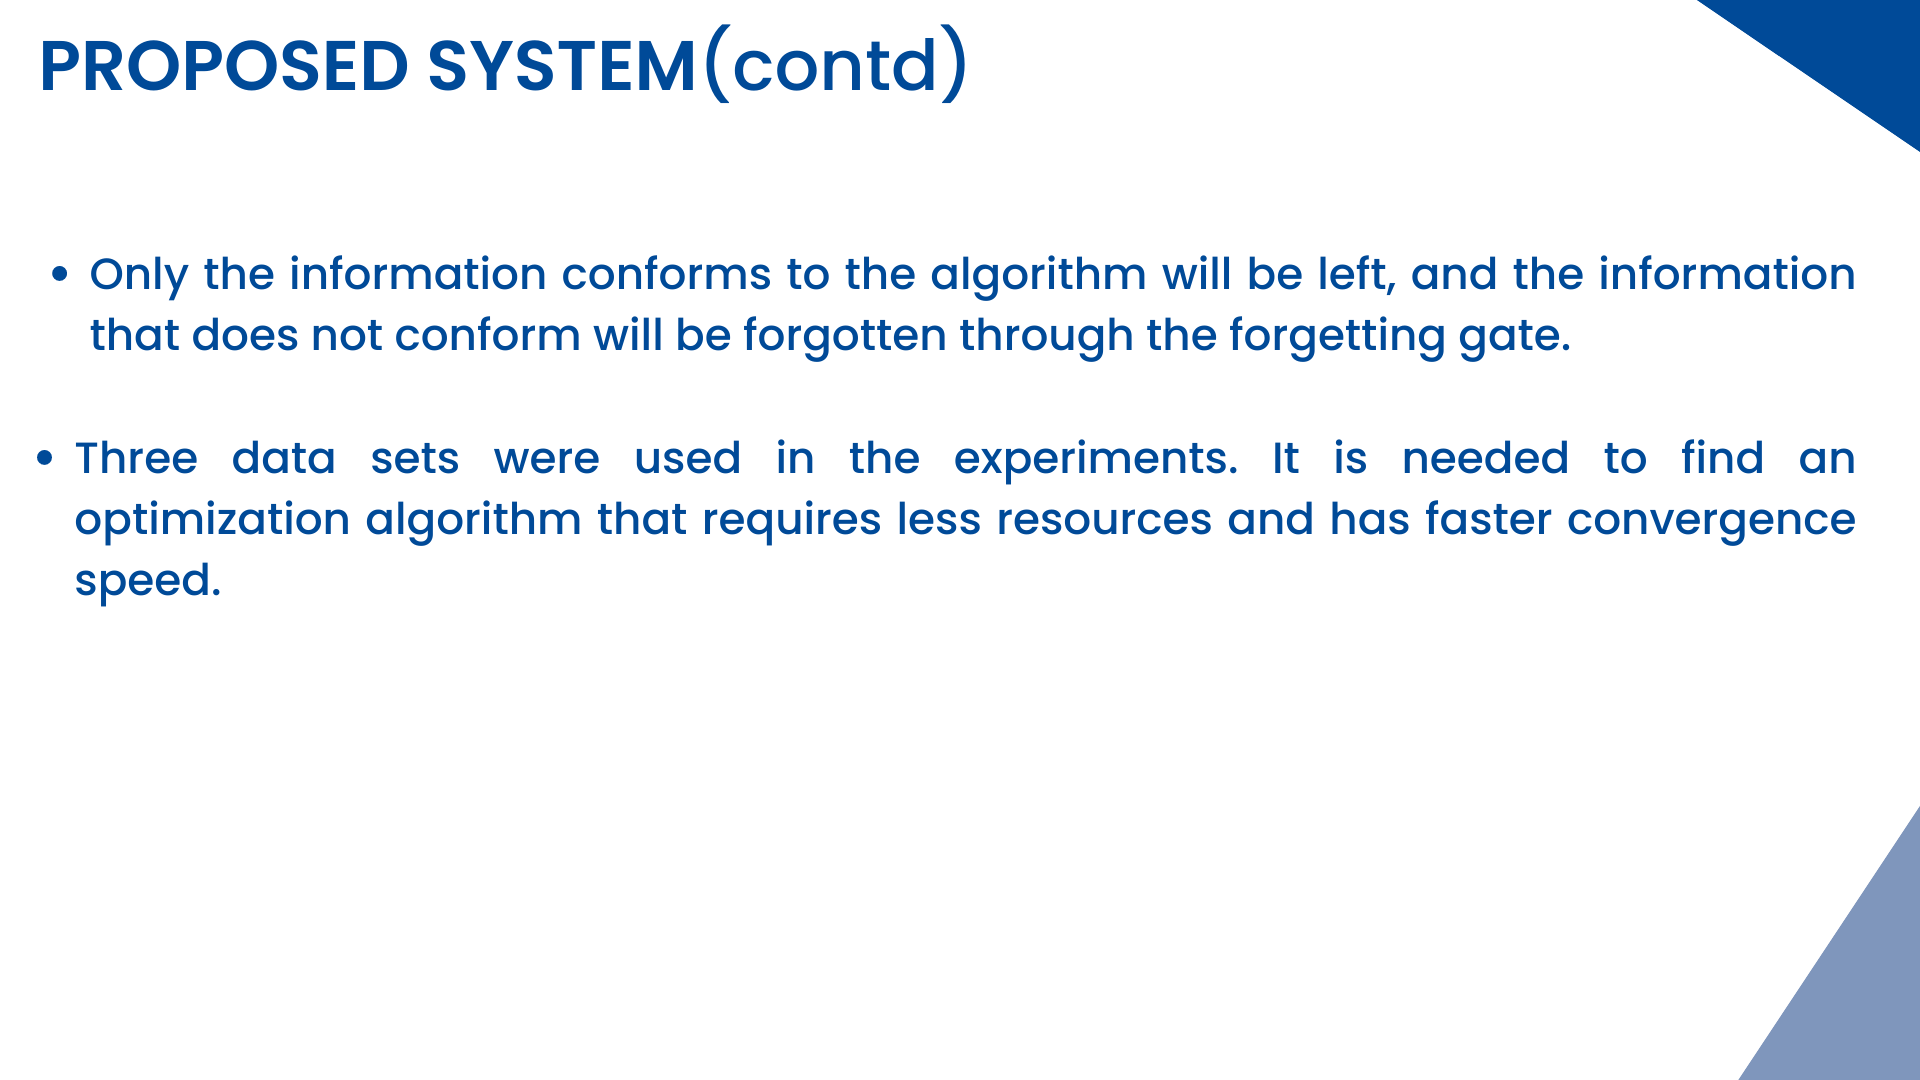 PROPOSED SYSTEM(contd)
• Only the information conforms to the algorithm will be left, and the information
that does not conform will be forgotten through the forgetting gate.
• Three data sets were used in the experiments. It is needed to find an
optimization algorithm that requires less resources and has faster convergence
speed.